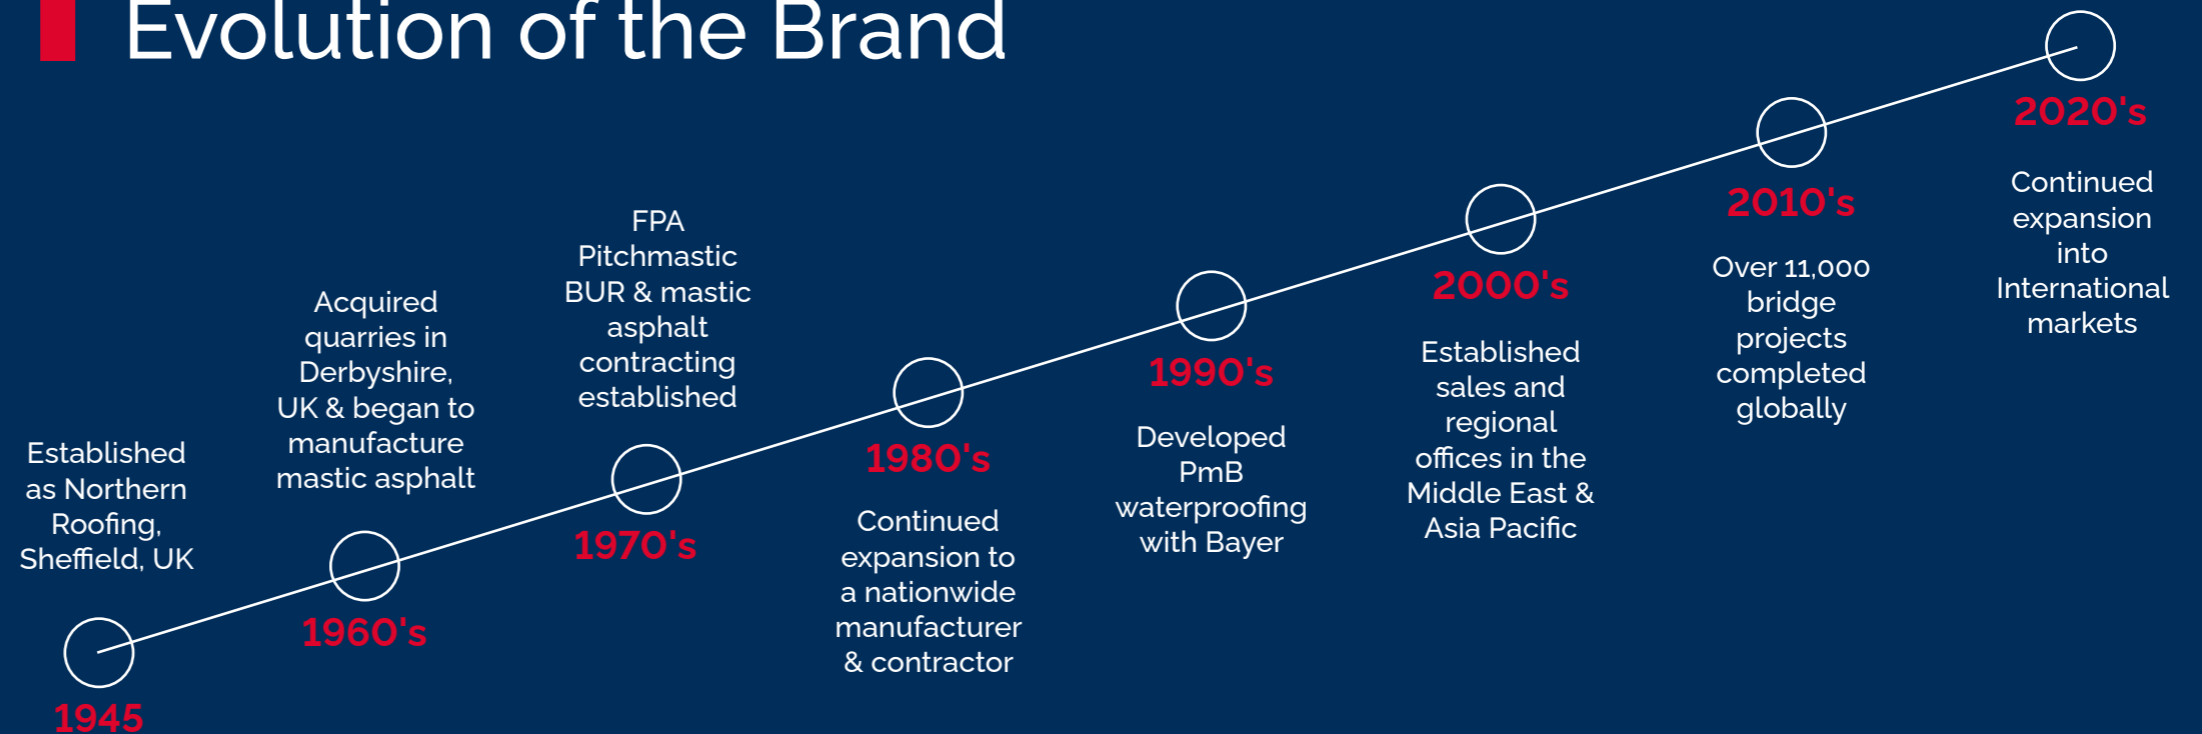 Evolution of the Brand
Established
as Northern
Roofing,
Sheffield, UK
1945
Acquired
quarries in
Derbyshire,
UK & began to
manufacture
mastic asphalt
1960's
FPA
Pitchmastic
BUR & mastic
asphalt
contracting
established
1970's
1980's
Continued
expansion to
a nationwide
manufacturer
& contractor
1990's
Developed
PmB
waterproofing
with Bayer
2000's
Established
sales and
regional
offices in the
Middle East &
Asia Pacific
2010's
Over 11,000
bridge
projects
completed
globally
2020's
Continued
expansion
into
International
markets